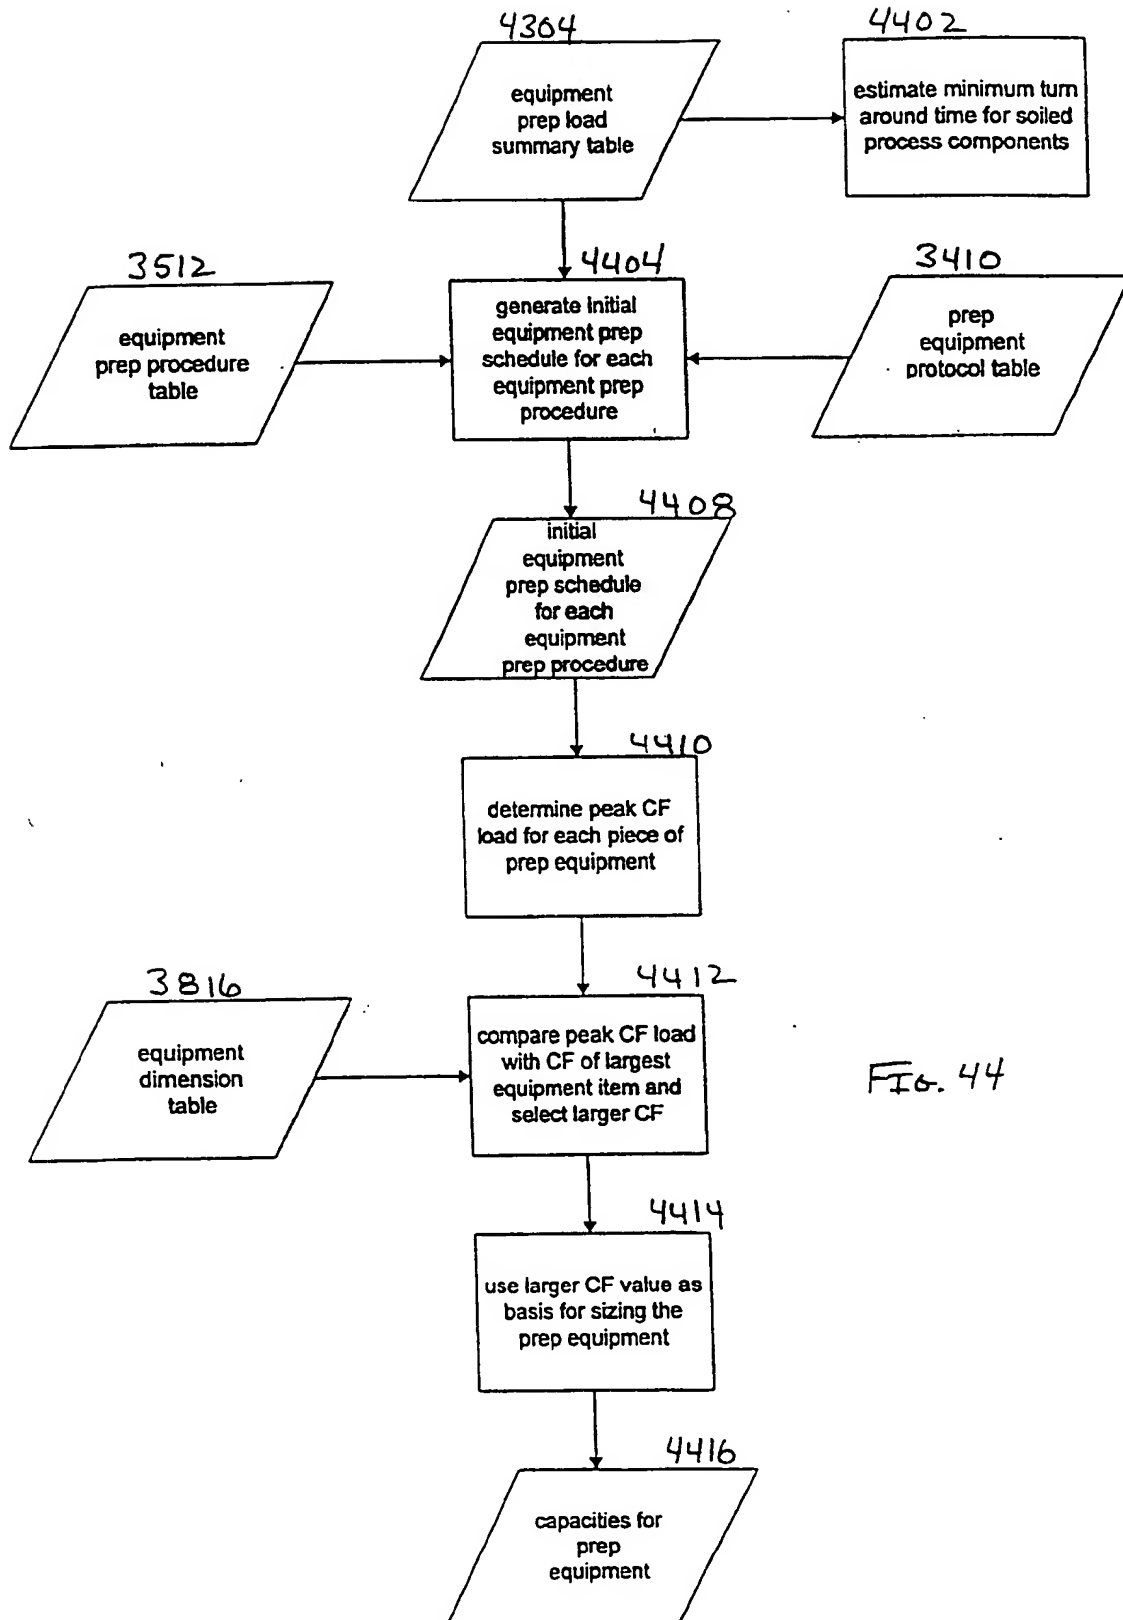 4304
equipment
prep load
summary table
4402
estimate minimum turn
around time for soiled
process components
3512
equipment
prep procedure
table
4404
generate initial
equipment prep
schedule for each
equipment prep
procedure
3410
prep
equipment
protocol table
4408
initial
equipment
prep schedule
for each
equipment
prep procedure
4410
determine peak CF
load for each piece of
prep equipment
3816
equipment
dimension
table
4412
compare peak CF load
with CF of largest
equipment item and
select larger CF
FIG. 44
4414
use larger CF value as
basis for sizing the
prep equipment
4416
capacities for
prep
equipment